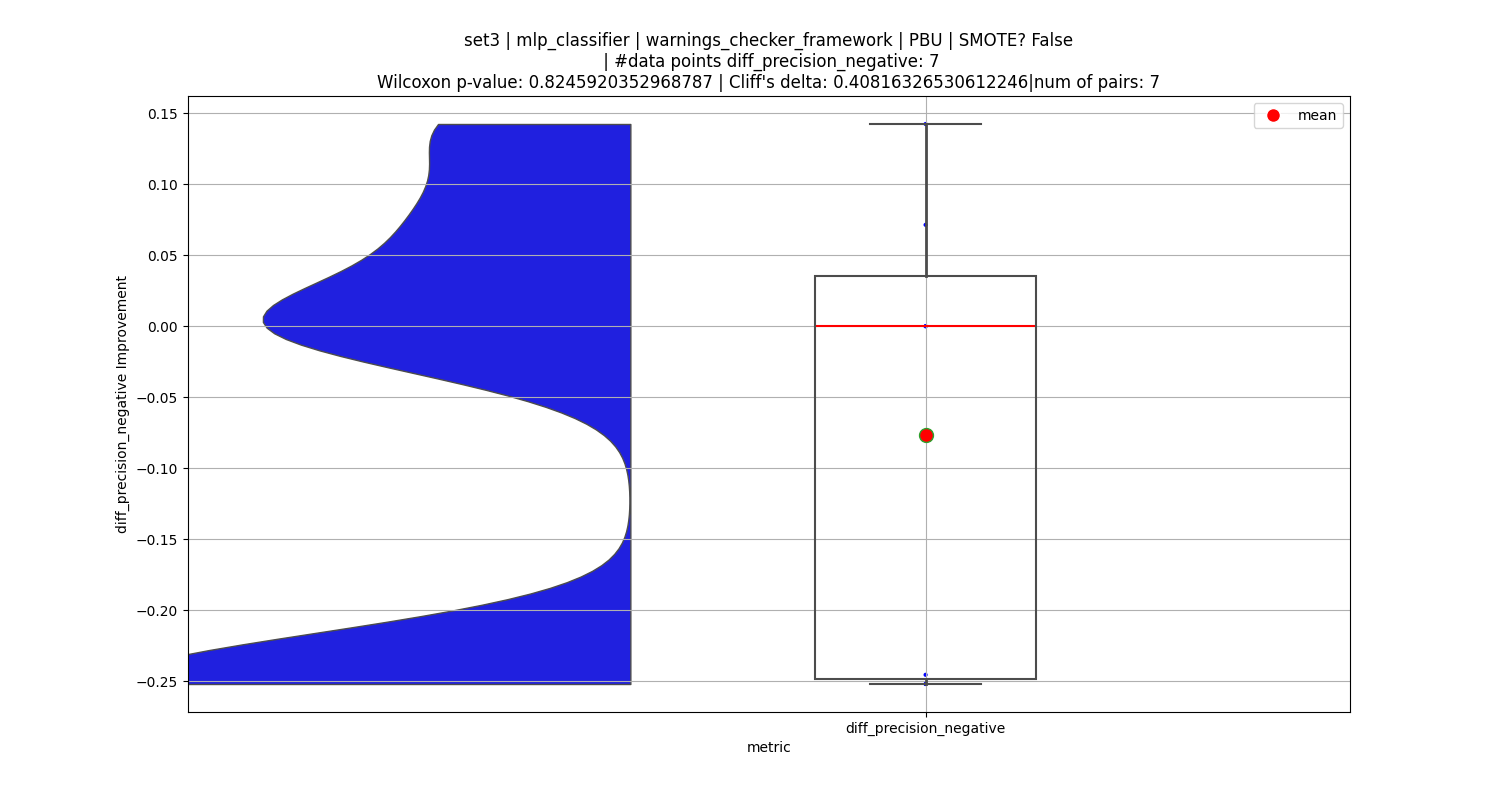 set3 | mlp_classifier | warnings_checker_framework | PBU | SMOTE? False
| #data points diff_precision_negative: 7
Wilcoxon p-value: 0.8245920352968787 | Cliff's delta: 0.40816326530612246|num of pairs: 7
mean
0.15
0.10
0.05
0.00
−0.05
−0.10
−0.15
−0.20
−0.25
diff_precision_negative Improvement
diff_precision_negative
metric